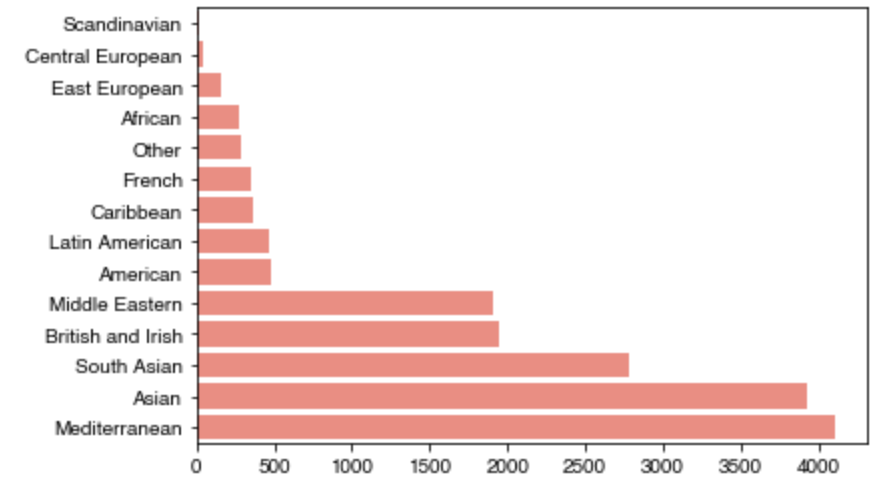 Scandinavian
Central European
East European
African
Other
French
Caribbean
Latin American
American
Middle Eastern
British and Irish
South Asian
Asian
Mediterranean
0 500 1000 1500 2000 2500 3000 3500 4000